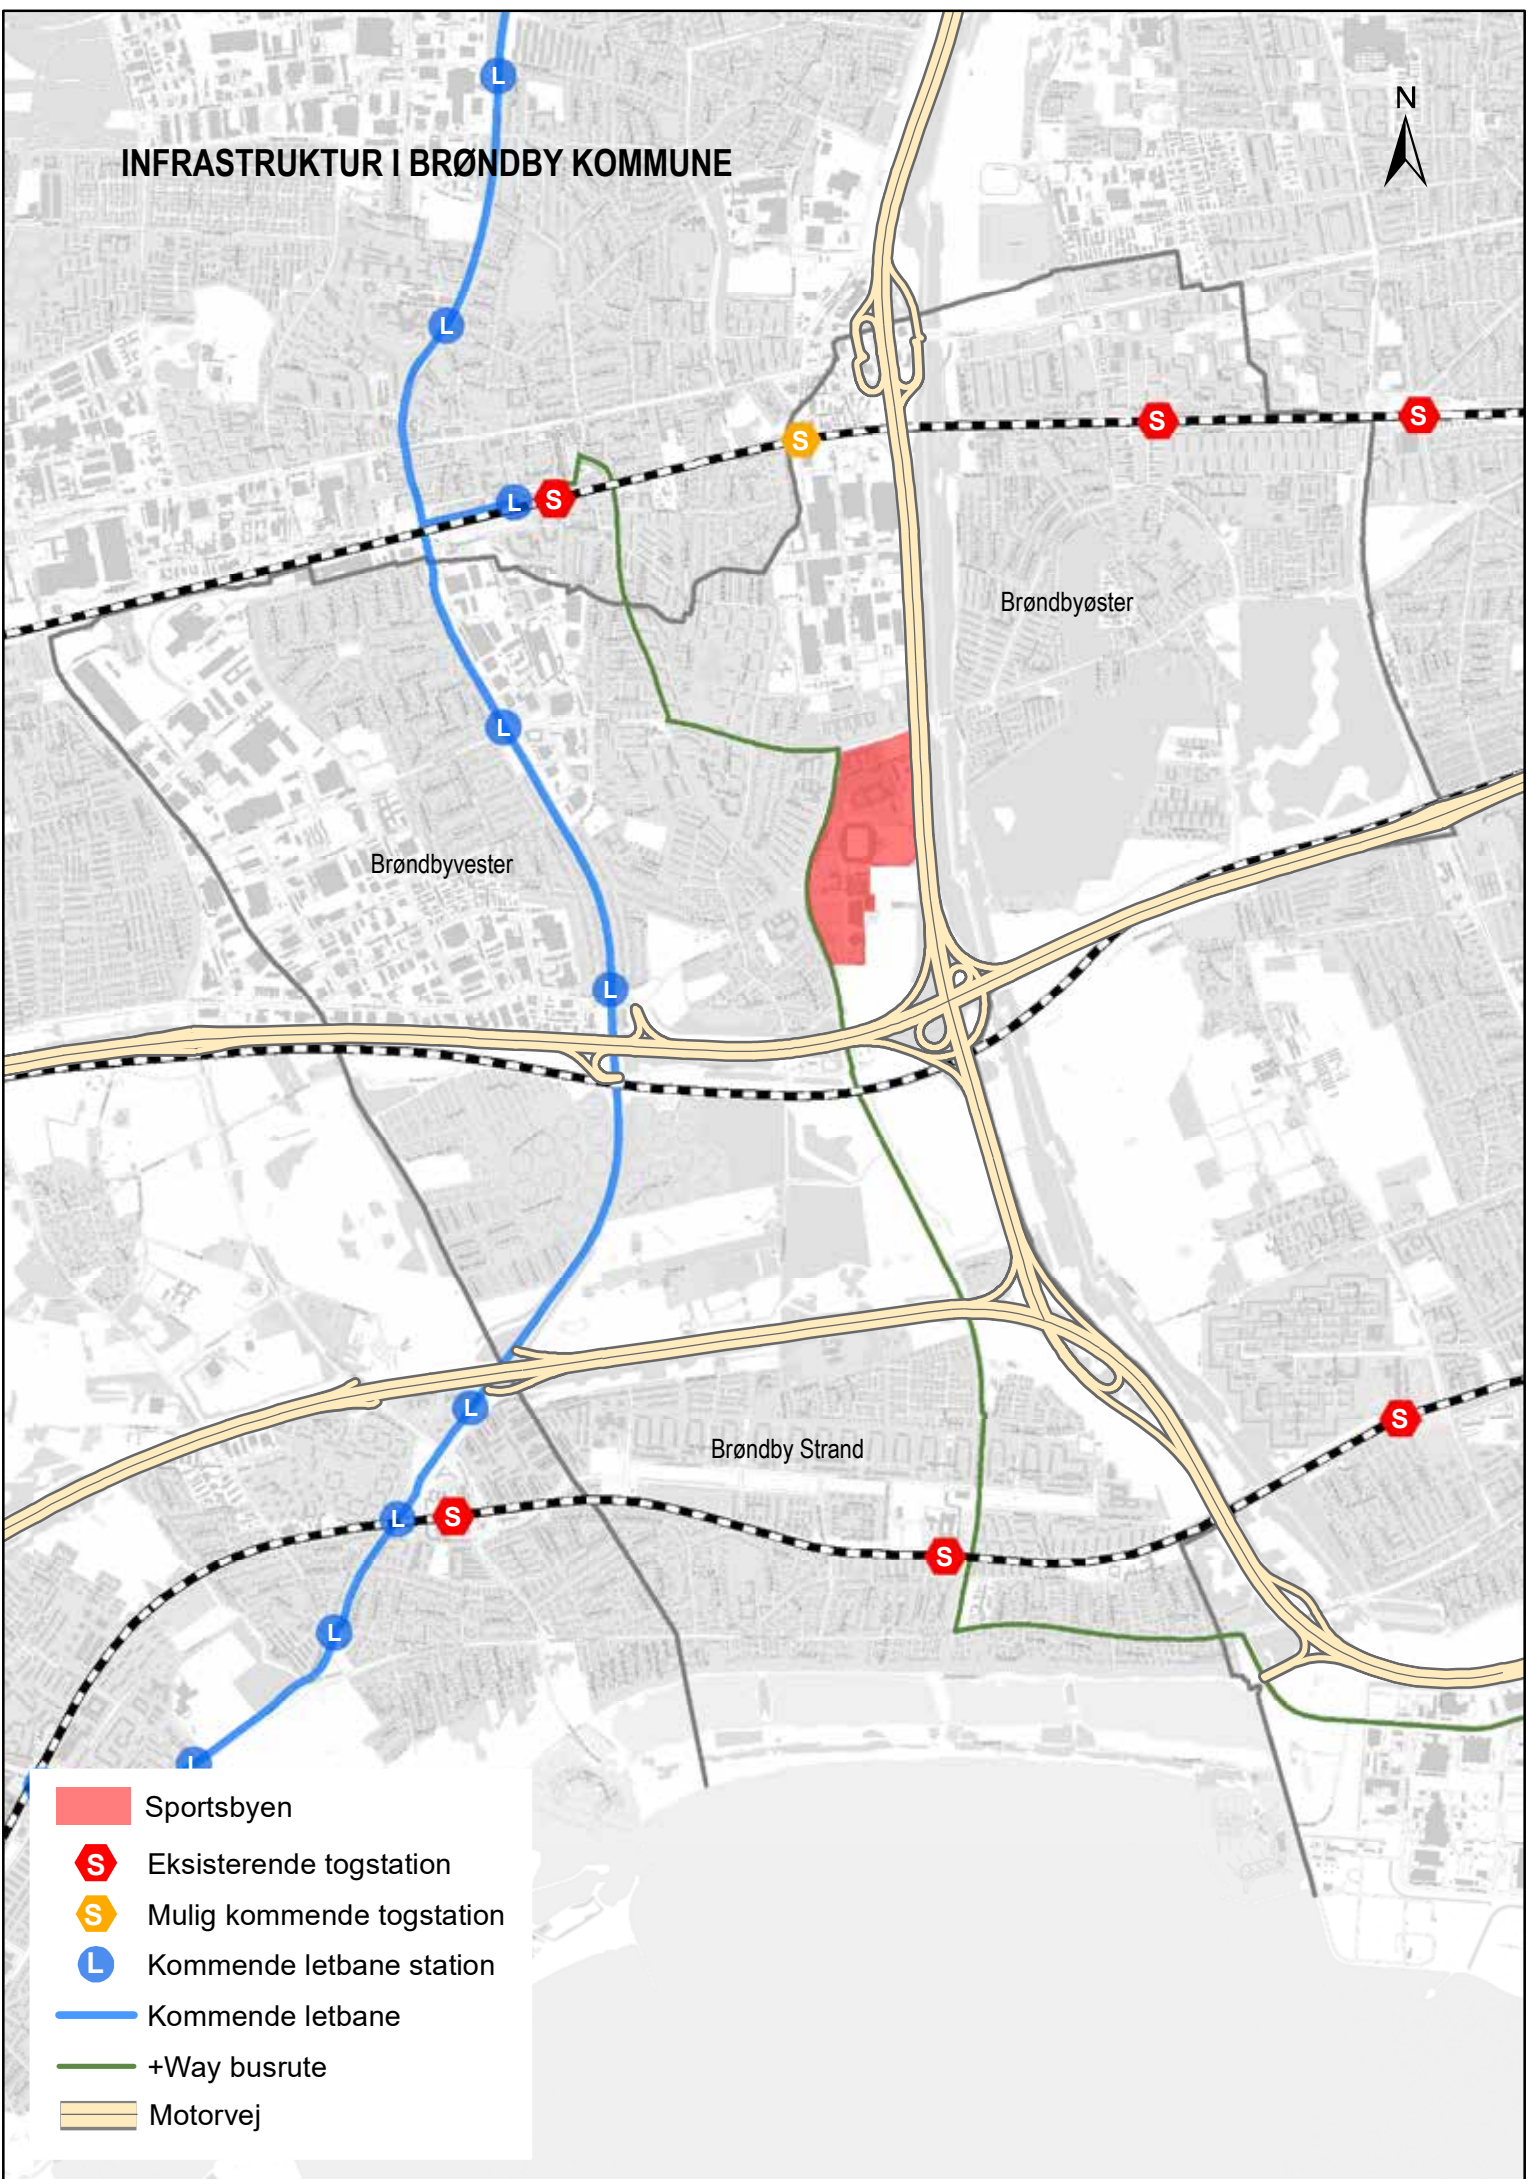 L
N
INFRASTRUKTUR I BRØNDBY KOMMUNE
L
S
S
S
L
S
Brøndbyøster
L
Brøndbyvester
L
L
S
Brøndby Strand
L
S
S
L
L
Sportsbyen
S Eksisterende togstation
S Mulig kommende togstation
L Kommende letbane station
Kommende letbane
+Way busrute
Motorvej